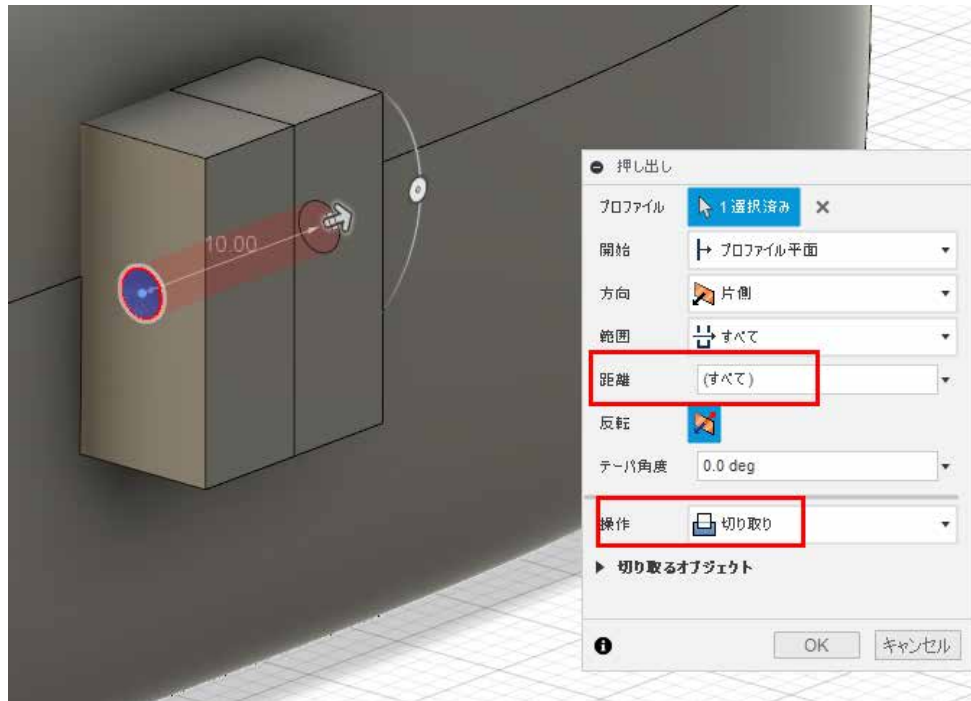 押し出し
プロファイル 1 選択済み
開始 プロファイル平面
方向 片側
範囲 すべて
距離 (すべて)
反転
テーパ角度 0.0 deg
操作 切り取り
切り取るオブジェクト
OK キャンセル
10.00